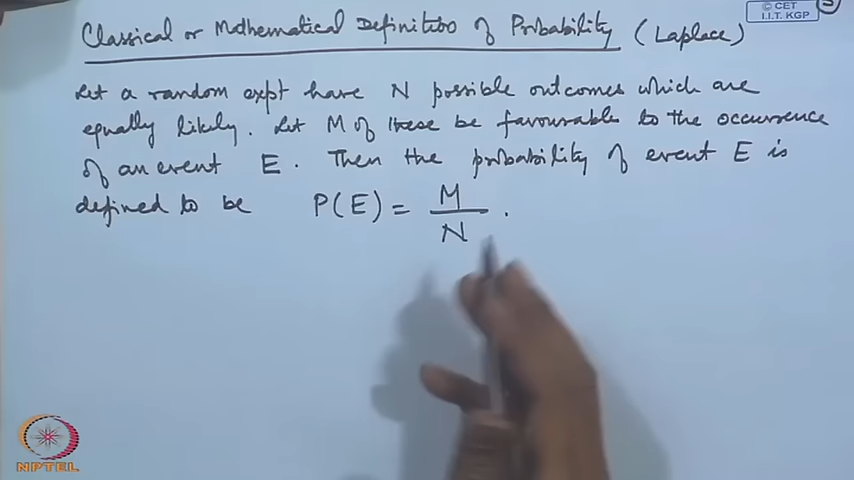 © CET
I.I.T. KGP
Classical or Mathematical Definition of Probability (Laplace)
Let a random expt have N possible outcomes which are
equally likely. Let M of these be favourable to the occurrence
of an event E. Then the probability of event E is
defined to be P(E) = M/N.
NPTEL